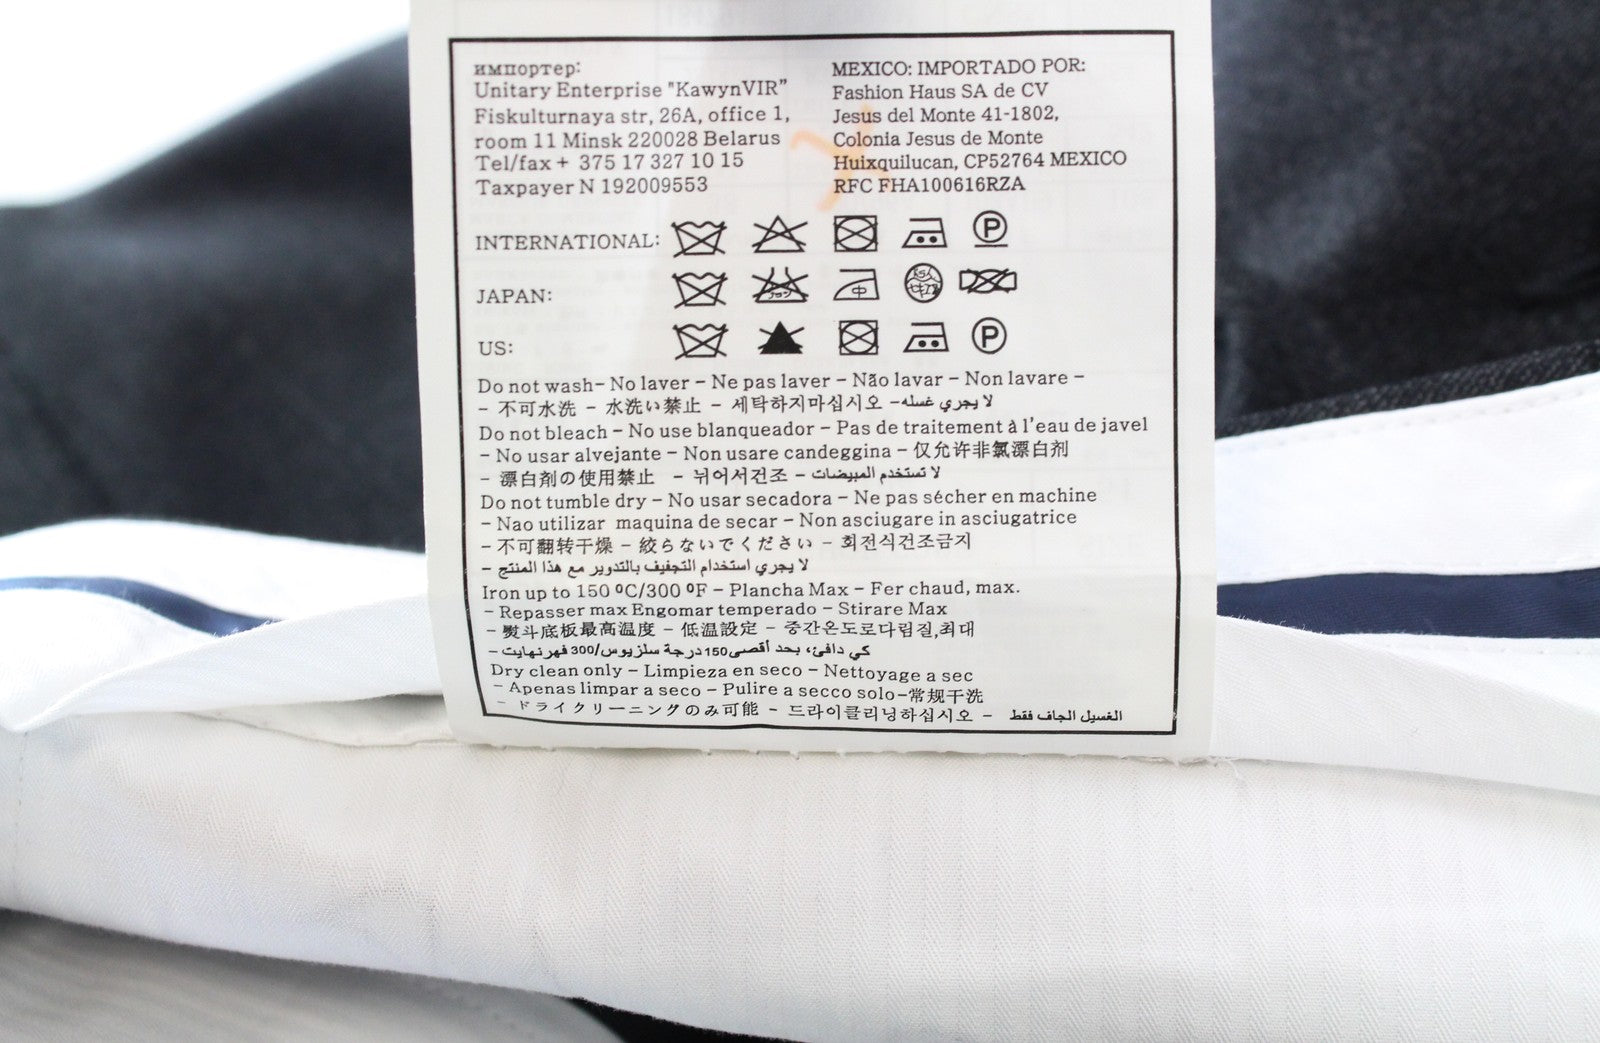 импортер:
Unitary Enterprise "KawynVIR"
Fiskulturnaya str, 26A, office 1,
room 11 Minsk 220028 Belarus
Tel/fax + 375 17 327 10 15
Taxpayer N 192009553
MEXICO: IMPORTADO POR:
Fashion Haus SA de CV
Jesus del Monte 41-1802,
Colonia Jesus de Monte
Huixquilucan, CP52764 MEXICO
RFC FHA100616RZA
INTERNATIONAL: P
JAPAN: 中
US: P
Do not wash - No laver - Ne pas laver - Não lavar - Non lavare -
- 不可水洗 - 水洗い禁止 - 세탁하지마십시오 - لا يجري غسله
Do not bleach - No use blanqueador - Pas de traitement à l'eau de javel
- No usar alvejante - Non usare candeggina - 仅允许非氯漂白剂
- 漂白剤の使用禁止 - 뉘어서건조 - لا تستخدم المبيضات
Do not tumble dry - No usar secadora - Ne pas sécher en machine
- Nao utilizar maquina de secar - Non asciugare in asciugatrice
- 不可翻转干燥 - 絞らないでください - 회전식건조금지
- لا يجري استخدام التجفيف بالتدوير مع هذا المنتج
Iron up to 150 ºC/300 ºF - Plancha Max - Fer chaud, max.
- Repasser max Engomar temperado - Stirare Max
- 熨斗底板最高温度 - 低温設定 - 중간온도로다림질,최대
- كي دافئ، بحد أقصى 150 درجة سلزيوس/300 فهرنهايت
Dry clean only - Limpieza en seco - Nettoyage a sec
- Apenas limpar a seco - Pulire a secco solo - 常规干洗
- ドライクリーニングのみ可能 - 드라이클리닝하십시오 - الغسيل الجاف فقط